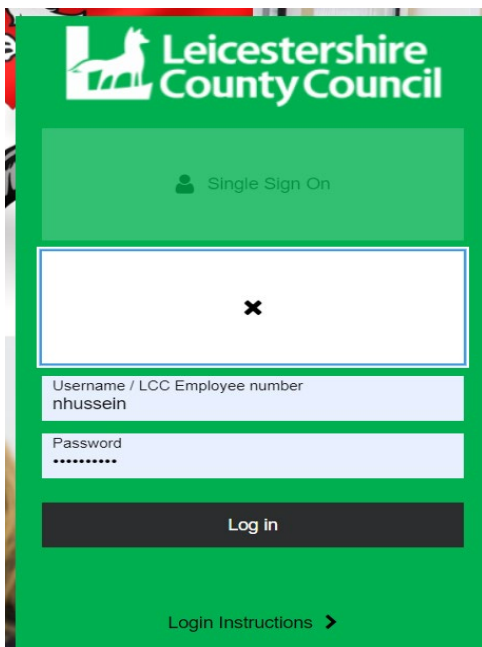 Leicestershire
County Council
Single Sign On
Username / LCC Employee number
nhussein
Password
••••••••••
Log in
Login Instructions